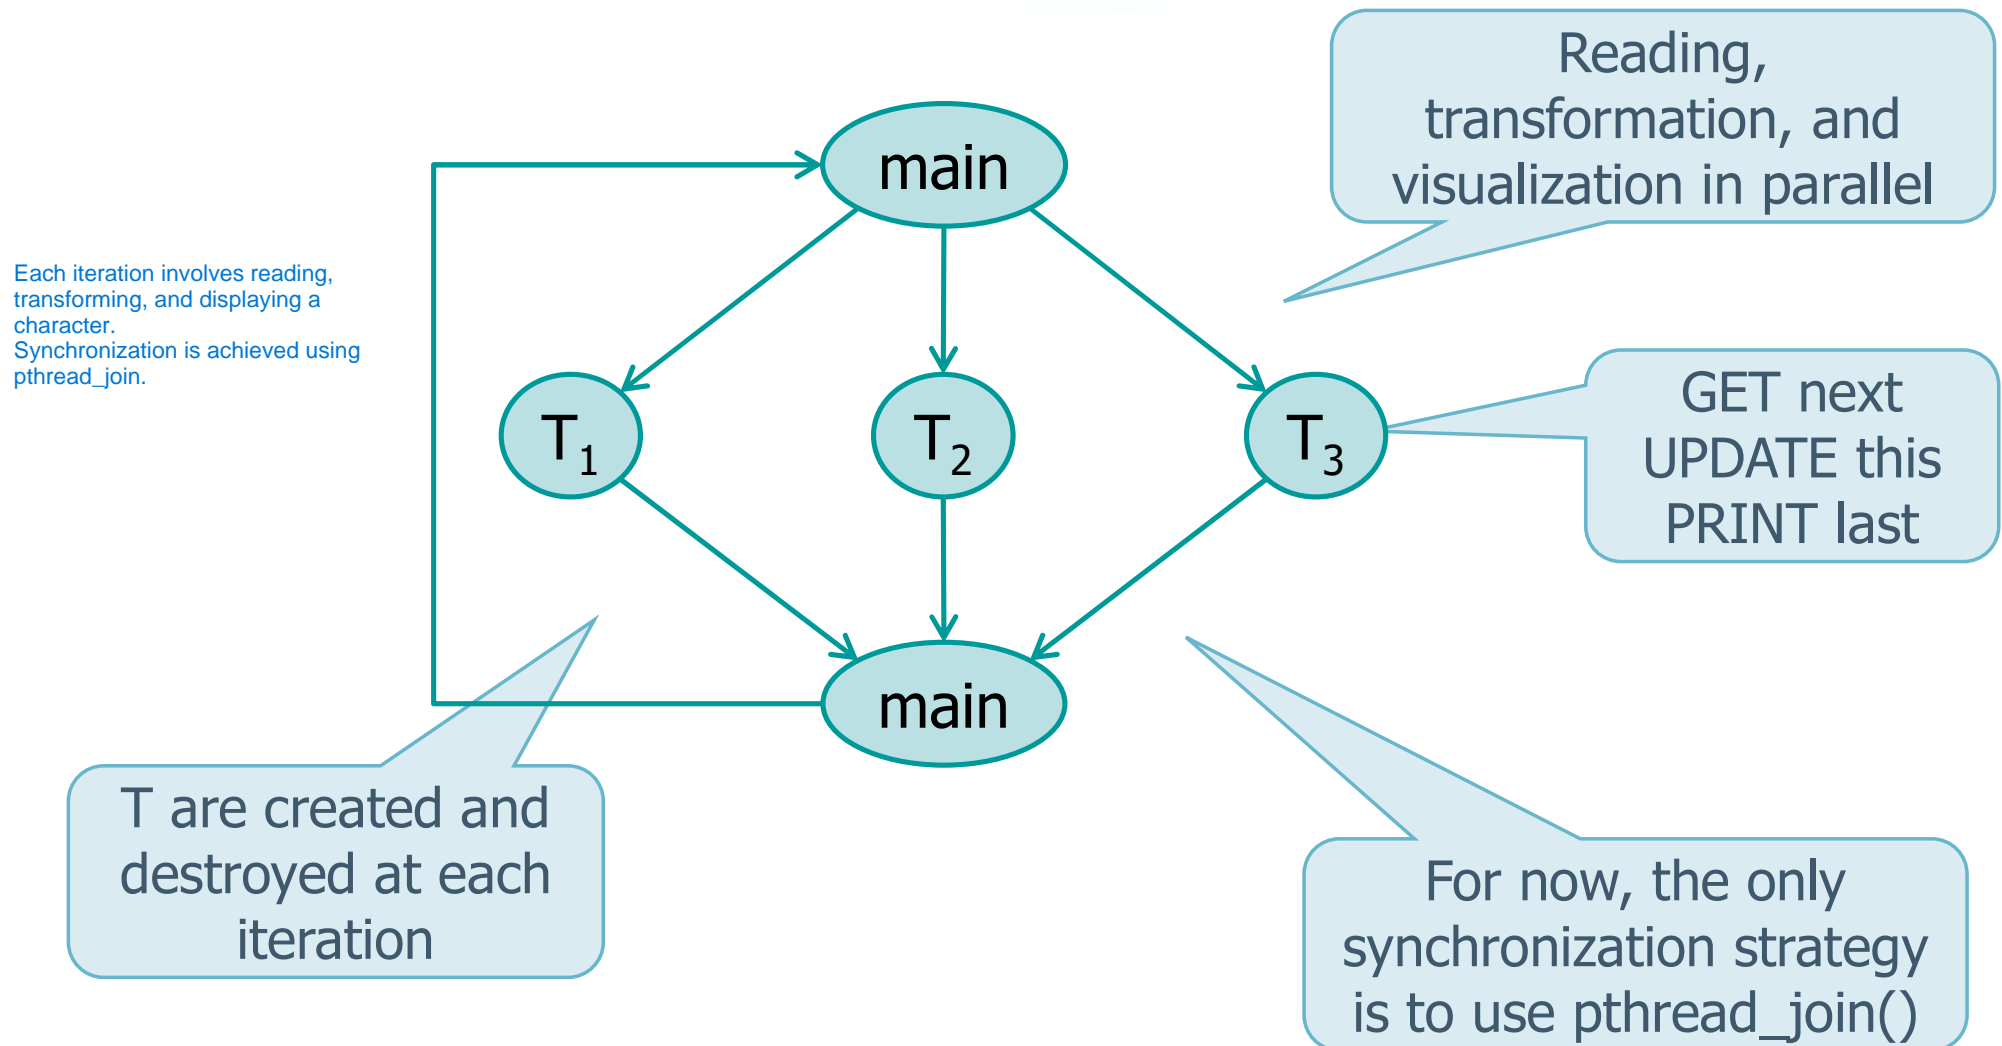 Reading,
transformation, and
visualization in parallel
main
Each iteration involves reading,
transforming, and displaying a
character.
Synchronization is achieved using
pthread_join.
T1
T2
T3
GET next
UPDATE this
PRINT last
main
T are created and
destroyed at each
iteration
For now, the only
synchronization strategy
is to use pthread_join()